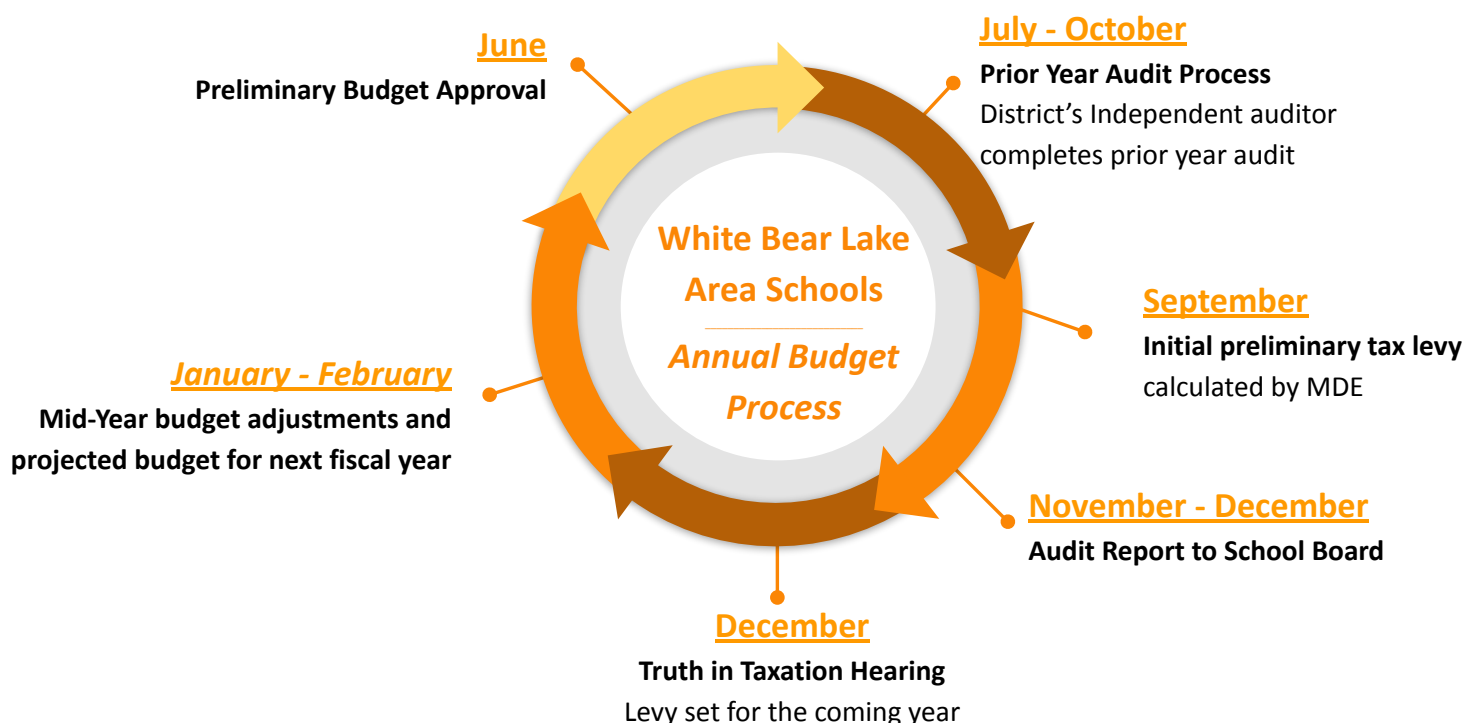 June
Preliminary Budget Approval
July - October
Prior Year Audit Process
District’s Independent auditor
completes prior year audit
White Bear Lake
Area Schools
Annual Budget
Process
September
Initial preliminary tax levy
calculated by MDE
January - February
Mid-Year budget adjustments and
projected budget for next fiscal year
November - December
Audit Report to School Board
December
Truth in Taxation Hearing
Levy set for the coming year